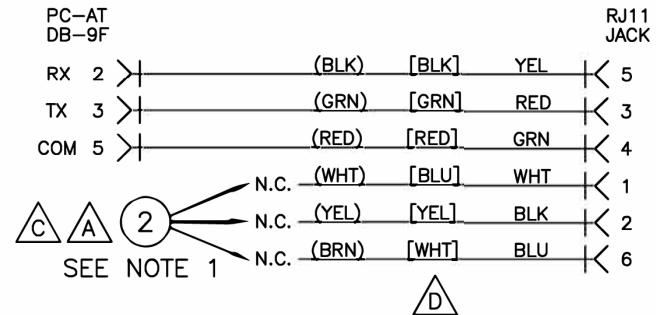 PC-AT RJ11
DB-9F JACK
RX 2 (BLK) [BLK] YEL 5
TX 3 (GRN) [GRN] RED 3
COM 5 (RED) [RED] GRN 4
N.C. (WHT) [BLU] WHT 1
C A 2 N.C. (YEL) [YEL] BLK 2
SEE NOTE 1 N.C. (BRN) [WHT] BLU 6
D